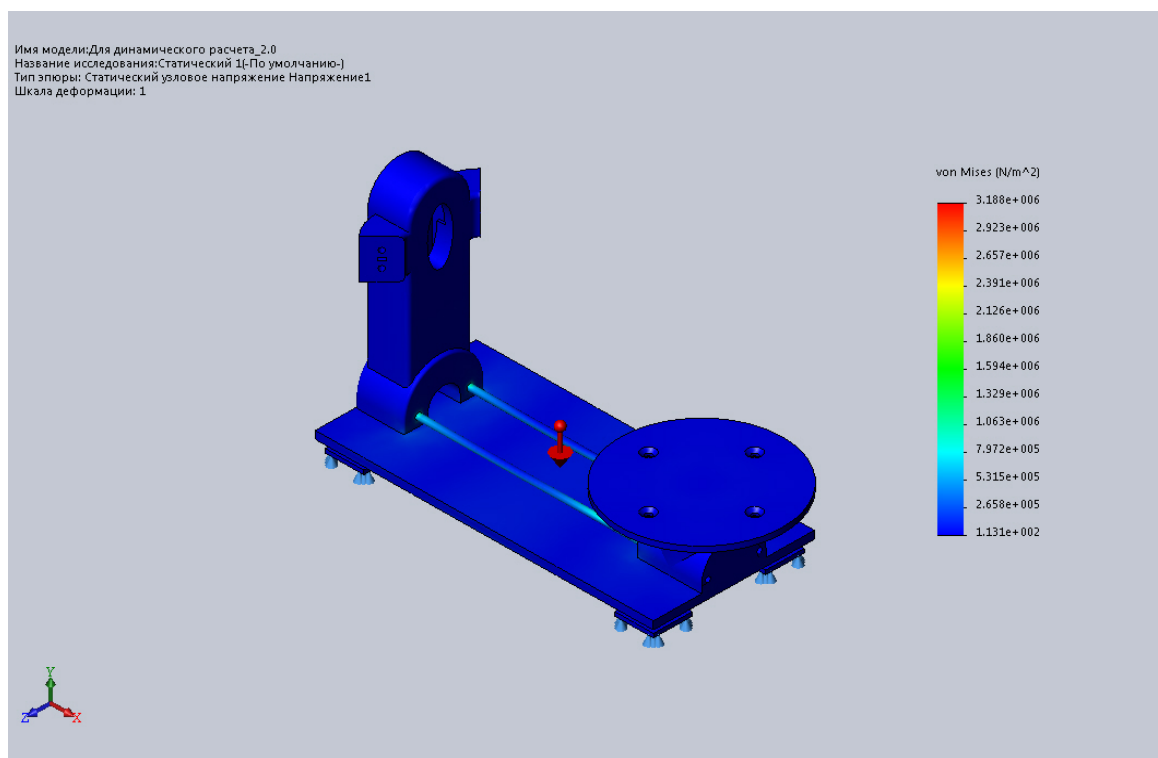 Имя модели:Для динамического расчета_2.0
Название исследования:Статический 1(-По умолчанию-)
Тип эпюры: Статический узловое напряжение Напряжение1
Шкала деформации: 1
von Mises (N/m^2)
3.188e+006
2.923e+006
2.657e+006
2.391e+006
2.126e+006
1.860e+006
1.594e+006
1.329e+006
1.063e+006
7.972e+005
5.315e+005
2.658e+005
1.131e+002
Y
Z
X